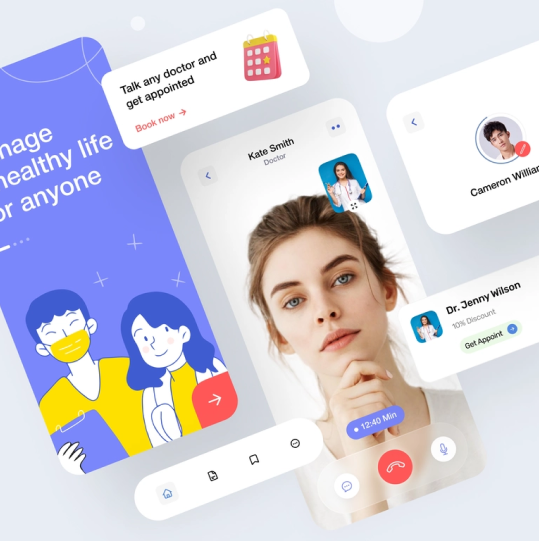 Talk any doctor and
get appointed
Book now →
nage
healthy life
or anyone
Kate Smith
Doctor
Cameron Willia
Dr. Jenny Wilson
10% Discount
Get Appoint
12:40 Min